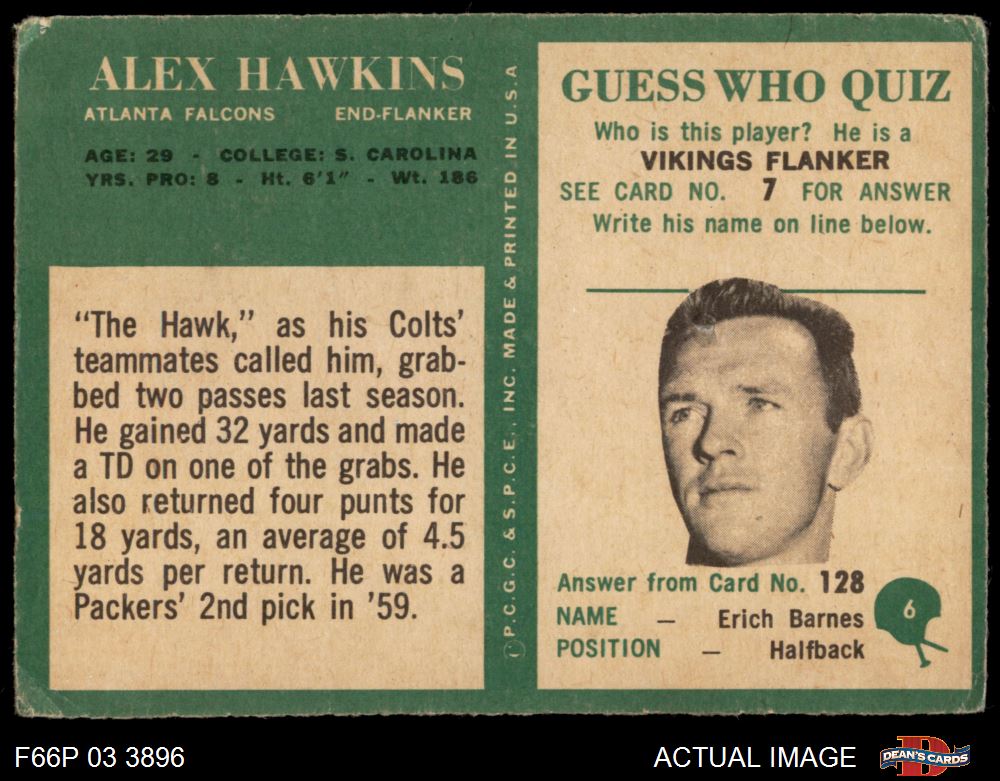 ALEX HAWKINS
ATLANTA FALCONS END-FLANKER
AGE: 29 - COLLEGE: S. CAROLINA
YRS. PRO: 8 - Ht. 6'1" - Wt. 186
"The Hawk," as his Colts'
teammates called him, grab-
bed two passes last season.
He gained 32 yards and made
a TD on one of the grabs. He
also returned four punts for
18 yards, an average of 4.5
yards per return. He was a
Packers' 2nd pick in '59.
Ⓒ P.C.G.C. & S.P.C.E., INC. MADE & PRINTED IN U.S.A
GUESS WHO QUIZ
Who is this player? He is a
VIKINGS FLANKER
SEE CARD NO. 7 FOR ANSWER
Write his name on line below.
Answer from Card No. 128
NAME — Erich Barnes
POSITION — Halfback
6
F66P 03 3896
ACTUAL IMAGE
DEAN'S CARDS